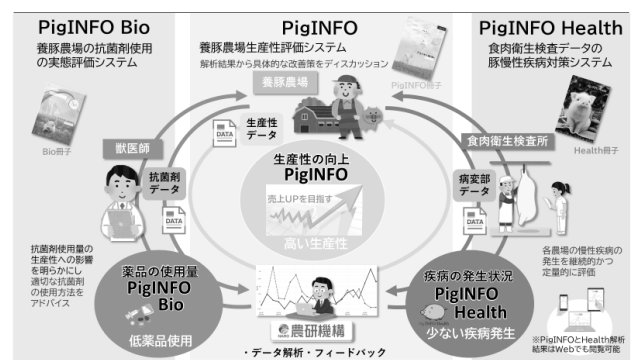 PigINFO Bio
養豚農場の抗菌剤使用
の実態評価システム
Bio冊子
獣医師
抗菌剤
データ
DATA
抗菌剤使用量の
生産性への影響
を明らかにし
適切な抗菌剤
の使用方法を
アドバイス
薬品の使用量
PigINFO
Bio
低薬品使用
PigINFO
養豚農場生産性評価システム
解析結果から具体的な改善策をディスカッション
養豚農場
PigINFO冊子
生産性
データ
DATA
生産性の向上
PigINFO
売上UPを目指す
高い生産性
農研機構
・データ解析・フィードバック
PigINFO Health
食肉衛生検査データの
豚慢性疾病対策システム
Health冊子
食肉衛生検査所
病変部
データ
DATA
各農場の慢性疾病の
発生を継続的かつ
定量的に評価
疾病の発生状況
PigINFO
Health
少ない疾病発生
※PigINFOとHealth解析
結果はWebでも閲覧可能